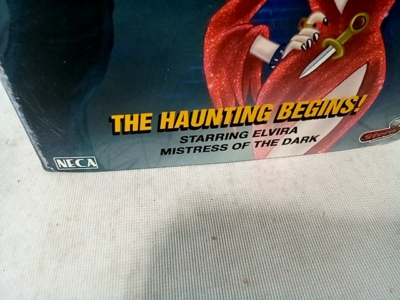 THE HAUNTING BEGINS!
STARRING ELVIRA
MISTRESS OF THE DARK
NECA